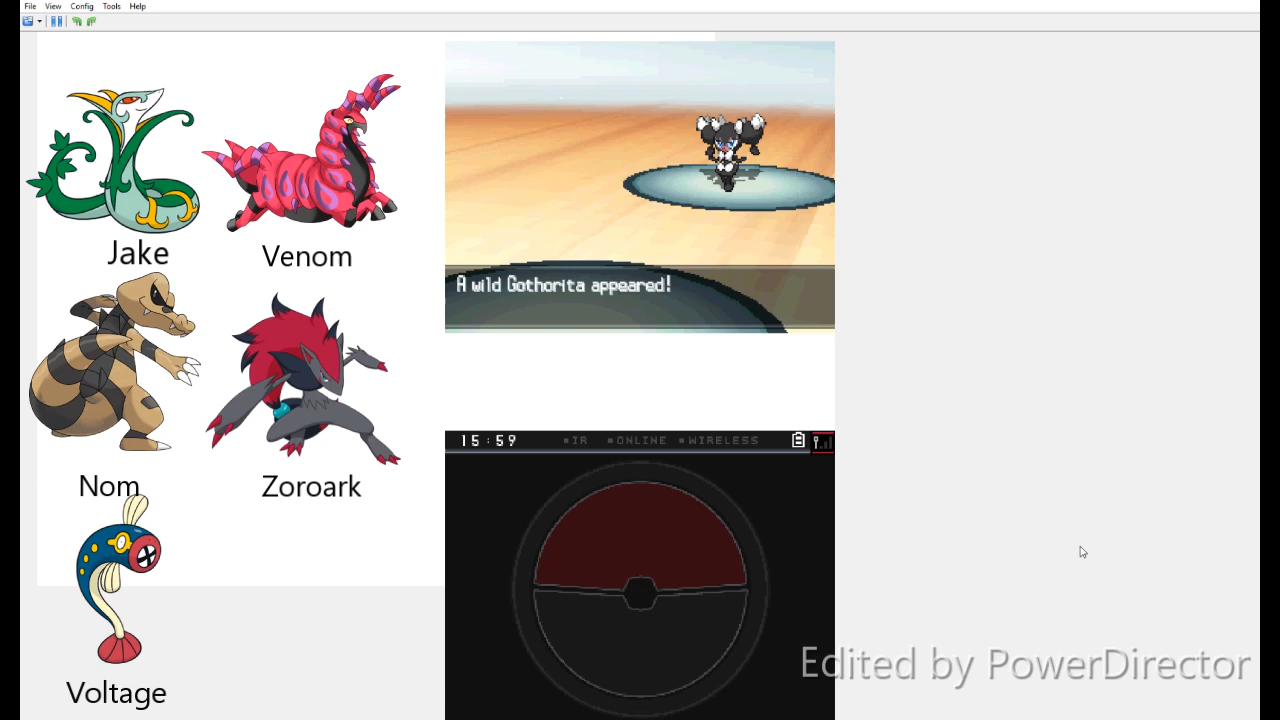 File View Config Tools Help
A wild Gothorita appeared!
Jake
Venom
15:59 IR ONLINE WIRELESS
Nom
Zoroark
Voltage
Edited by PowerDirector